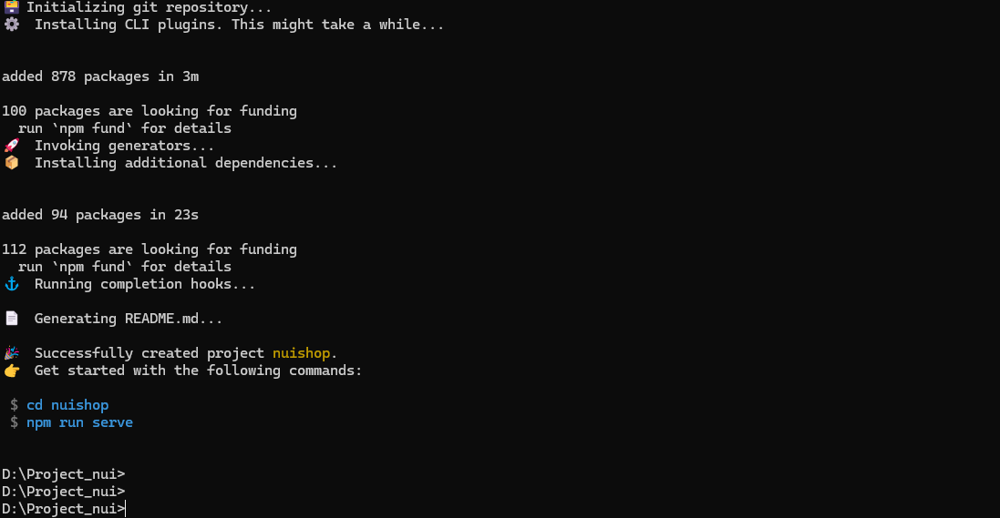 Initializing git repository...
Installing CLI plugins. This might take a while...
added 878 packages in 3m
100 packages are looking for funding
run `npm fund` for details
🚀 Invoking generators...
📦 Installing additional dependencies...
added 94 packages in 23s
112 packages are looking for funding
run `npm fund` for details
⚓ Running completion hooks...
📄 Generating README.md...
🎉 Successfully created project nuishop.
👉 Get started with the following commands:
$ cd nuishop
$ npm run serve
D:\Project_nui>
D:\Project_nui>
D:\Project_nui>